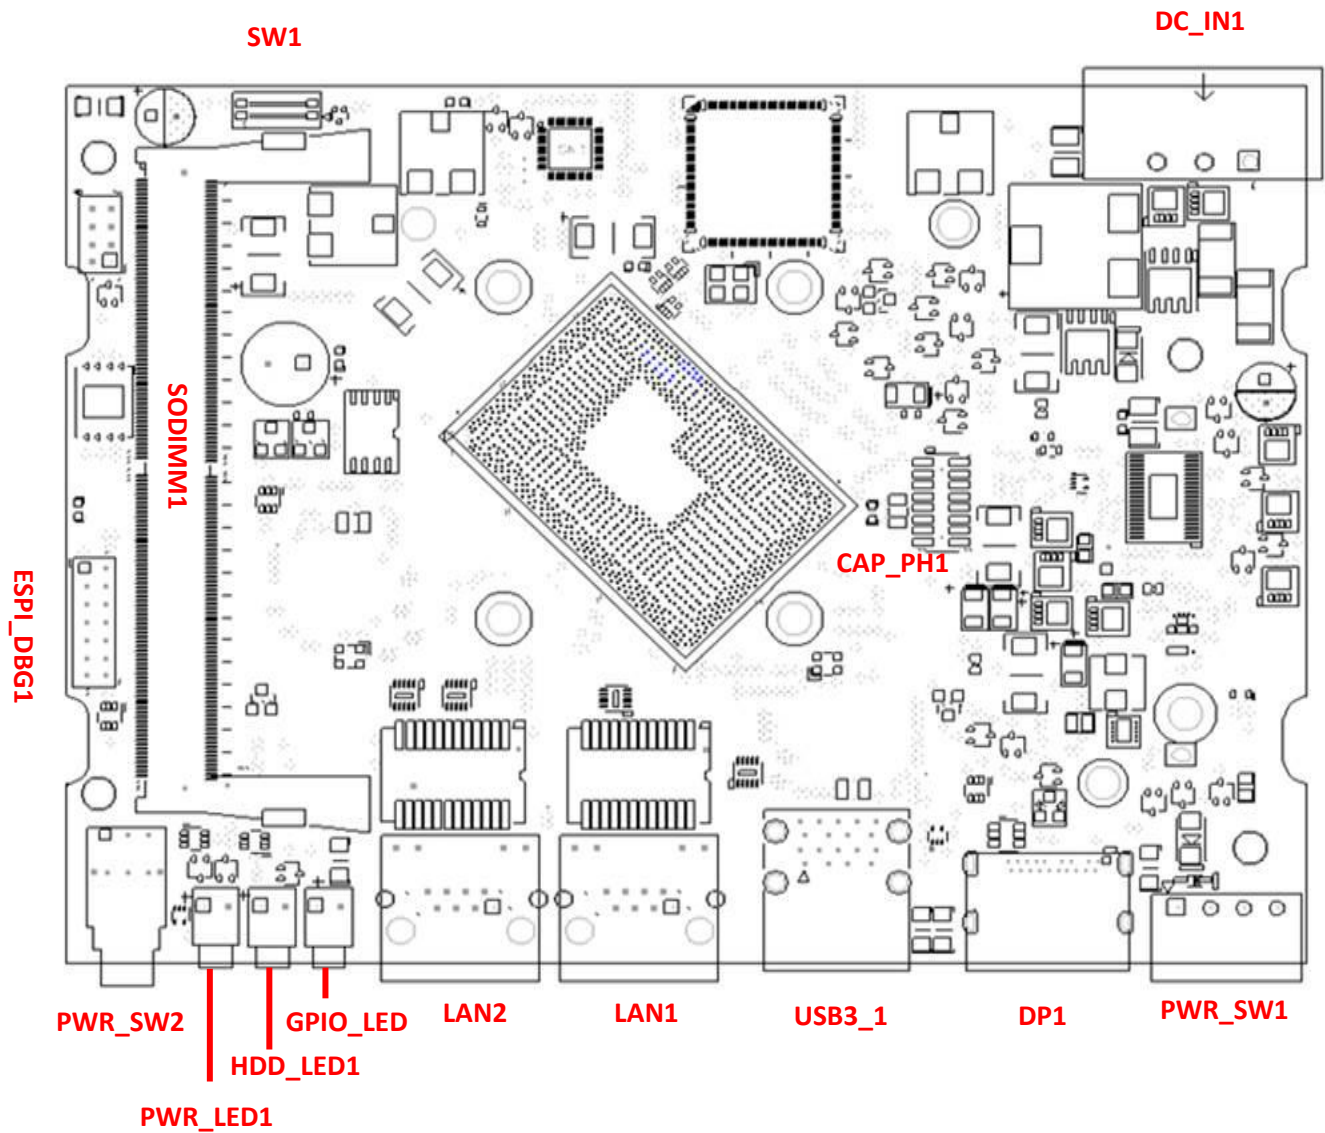 DC_IN1
SW1
SODIMM1
CAP_PH1
ESPI_DBG1
PWR_SW2
GPIO_LED
LAN2
LAN1
USB3_1
DP1
PWR_SW1
HDD_LED1
PWR_LED1